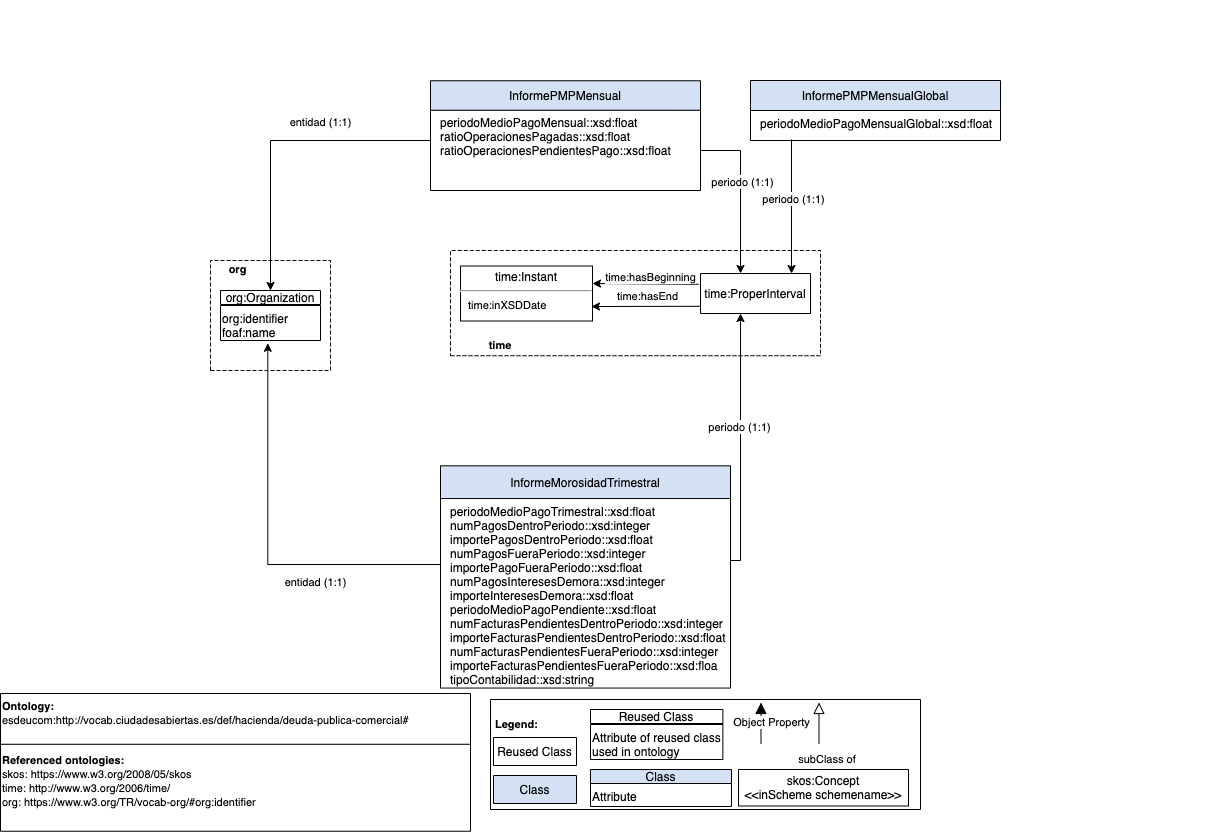 InformePMPMensual
periodoMedioPagoMensual::xsd:float
ratioOperacionesPagadas::xsd:float
ratioOperacionesPendientesPago::xsd:float
InformePMPMensualGlobal
periodoMedioPagoMensualGlobal::xsd:float
entidad (1:1)
periodo (1:1)
periodo (1:1)
org
org:Organization
org:identifier
foaf:name
time:Instant
time:inXSDDate
time:hasBeginning
time:hasEnd
time:ProperInterval
time
periodo (1:1)
InformeMorosidadTrimestral
periodoMedioPagoTrimestral::xsd:float
numPagosDentroPeriodo::xsd:integer
importePagosDentroPeriodo::xsd:float
numPagosFueraPeriodo::xsd:integer
importePagoFueraPeriodo::xsd:float
numPagosInteresesDemora::xsd:integer
importeInteresesDemora::xsd:float
periodoMedioPagoPendiente::xsd:float
numFacturasPendientesDentroPeriodo::xsd:integer
importeFacturasPendientesDentroPeriodo::xsd:float
numFacturasPendientesFueraPeriodo::xsd:integer
importeFacturasPendientesFueraPeriodo::xsd:floa
tipoContabilidad::xsd:string
entidad (1:1)
Ontology:
esdeucom:http://vocab.ciudadesabiertas.es/def/hacienda/deuda-publica-comercial#
Referenced ontologies:
skos: https://www.w3.org/2008/05/skos
time: http://www.w3.org/2006/time/
org: https://www.w3.org/TR/vocab-org/#org:identifier
Legend:
Reused Class
Class
Reused Class
Attribute of reused class
used in ontology
Class
Attribute
Object Property
subClass of
skos:Concept
<<inScheme schemename>>